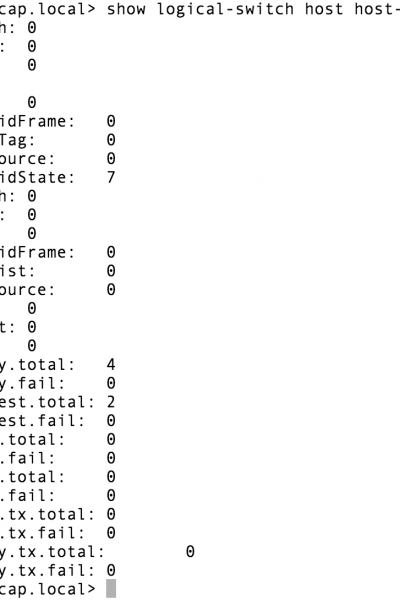 cap.local> show logical-switch host host-
h: 0
: 0
0
0
idFrame: 0
Tag: 0
ource: 0
idState: 7
h: 0
: 0
0
idFrame: 0
ist: 0
ource: 0
0
t: 0
0
y.total: 4
y.fail: 0
est.total: 2
est.fail: 0
.total: 0
.fail: 0
.total: 0
.fail: 0
.tx.total: 0
.tx.fail: 0
y.tx.total: 0
y.tx.fail: 0
cap.local>